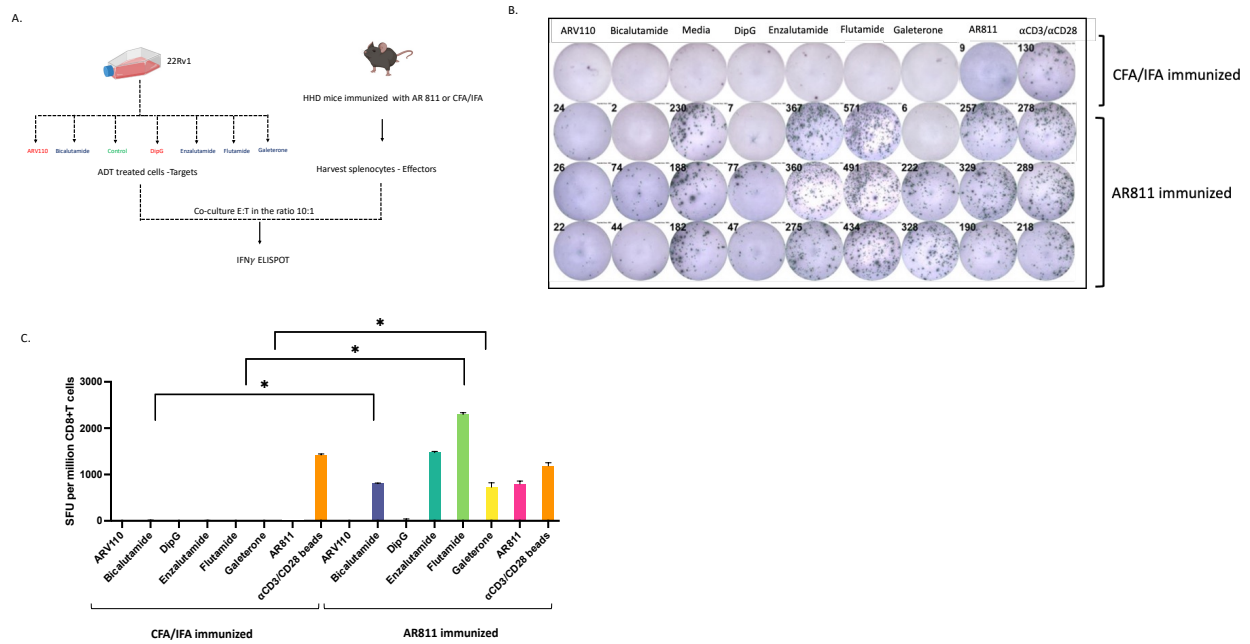 A.
22Rv1
ARV110 Bicalutamide Control DipG Enzalutamide Flutamide Galeterone
ADT treated cells -Targets
HHD mice immunized with AR 811 or CFA/IFA
Harvest splenocytes - Effectors
Co-culture E:T in the ratio 10:1
IFNγ ELISPOT
B.
ARV110 Bicalutamide Media DipG Enzalutamide Flutamide Galeterone AR811 αCD3/αCD28
9 130
24 2 230 7 367 571 6 257 278
26 74 188 77 360 491 222 329 289
22 44 182 47 275 434 328 190 218
CFA/IFA immunized
AR811 immunized
C.
* 
*
*
SFU per million CD8+T cells
3000
2000
1000
0
ARV110 Bicalutamide DipG Enzalutamide Flutamide Galeterone AR811 αCD3/CD28 beads ARV110 Bicalutamide DipG Enzalutamide Flutamide Galeterone AR811 αCD3/CD28 beads
CFA/IFA immunized AR811 immunized